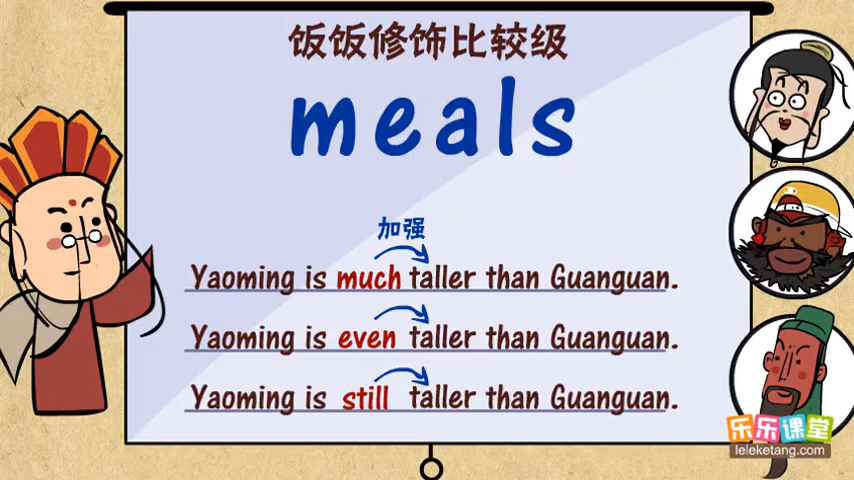 饭饭修饰比较级
meals
加强
Yaoming is much taller than Guanguan.
Yaoming is even taller than Guanguan.
Yaoming is still taller than Guanguan.
乐乐课堂
leleketang.com